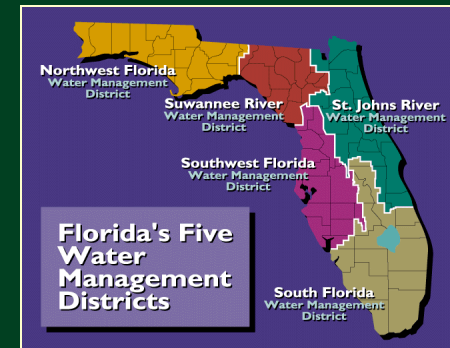 Northwest Florida
Water Management
District
Suwannee River
Water Management
District
St. Johns River
Water Management
District
Southwest Florida
Water Management
District
Florida's Five
Water
Management
Districts
South Florida
Water Management
District